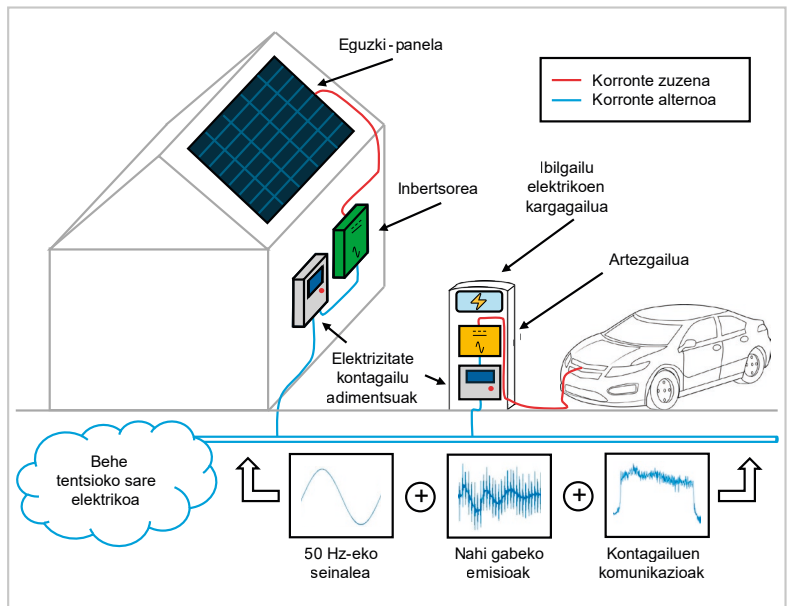 Eguzki-panela
Korronte zuzena
Korronte alternoa
Inbertsorea
Ibilgailu
elektrikoen
kargagailua
Artezgailua
Elektrizitate
kontagailu
adimentsuak
Behe
tentsioko sare
elektrikoa
+
+
50 Hz-eko
seinalea
Nahi gabeko
emisioak
Kontagailuen
komunikazioak